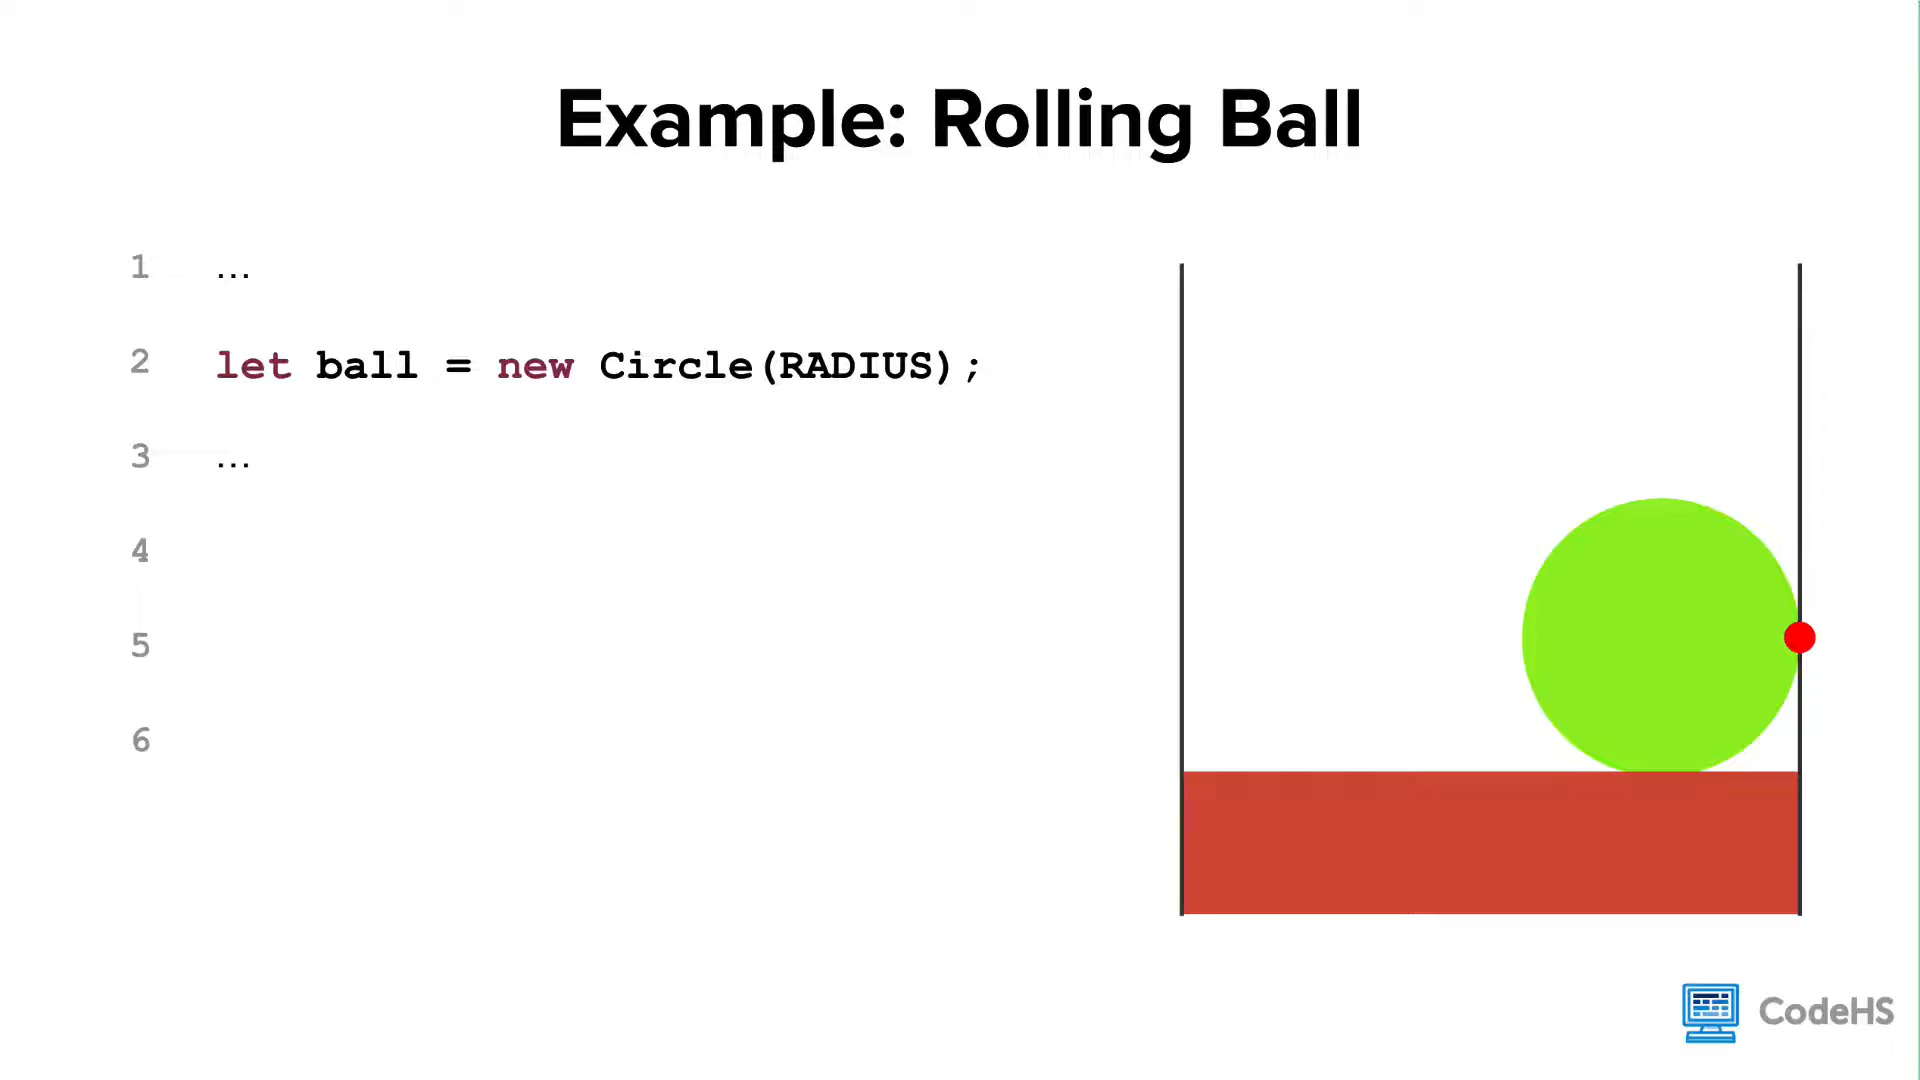 Example: Rolling Ball
1 ...
2 let ball = new Circle(RADIUS);
3 ...
4
5
6
CodeHS